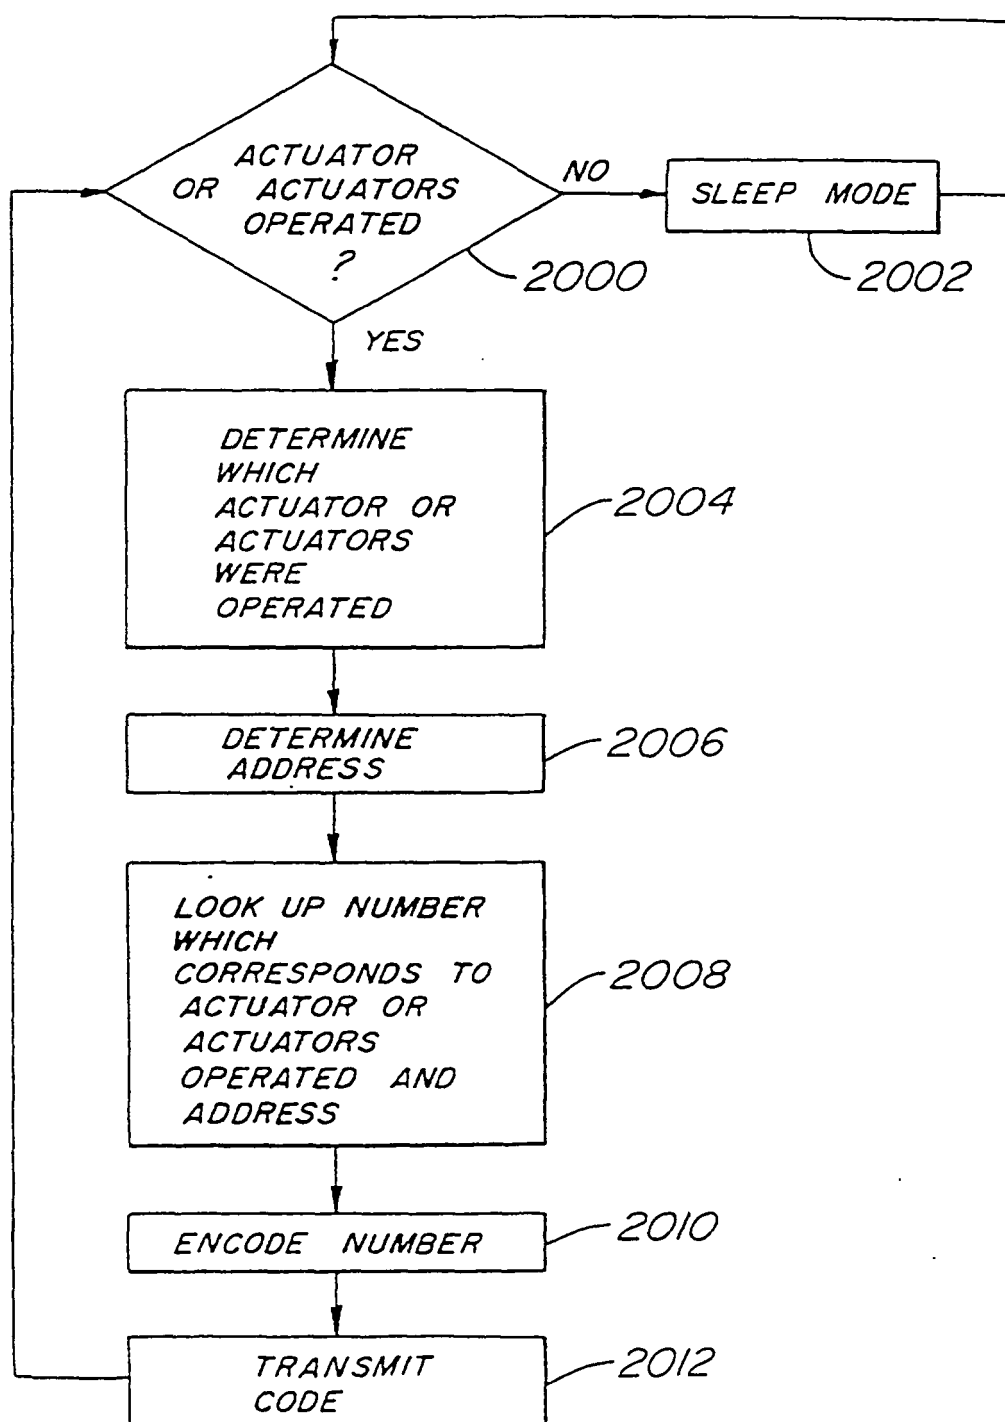 ACTUATOR
OR ACTUATORS
OPERATED
?
2000
NO
SLEEP MODE
2002
YES
DETERMINE
WHICH
ACTUATOR OR
ACTUATORS
WERE
OPERATED
2004
DETERMINE
ADDRESS
2006
LOOK UP NUMBER
WHICH
CORRESPONDS TO
ACTUATOR OR
ACTUATORS
OPERATED AND
ADDRESS
2008
ENCODE NUMBER
2010
TRANSMIT
CODE
2012